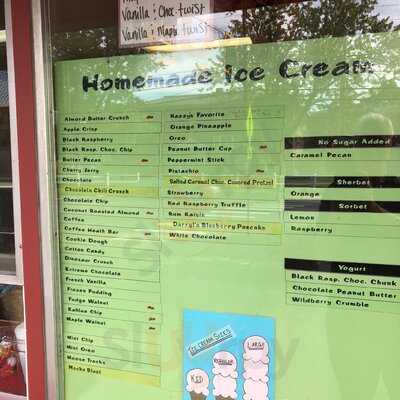 Vanilla & Choc. twist
Vanilla & Maple twist
Homemade Ice Cream
Almond Butter Crunch
Apple Crisp
Black Raspberry
Black Rasp. Choc. Chip
Butter Pecan
Cherry Jerry
Chocolate
Chocolate Chili Crunch
Chocolate Chip
Coconut Roasted Almond
Coffee
Coffee Heath Bar
Cookie Dough
Cotton Candy
Dinosaur Crunch
Extreme Chocolate
French Vanilla
Frozen Pudding
Fudge Walnut
Kahlua Chip
Maple Walnut
Mint Chip
Mint Oreo
Moose Tracks
Mocha Blast
Kazzy's Favorite
Orange Pineapple
Oreo
Peanut Butter Cup
Peppermint Stick
Pistachio
Salted Caramel Choc. Covered Pretzel
Strawberry
Red Raspberry Truffle
Rum Raisin
Darryl's Blueberry Pancake
White Chocolate
No Sugar Added
Caramel Pecan
Sherbet
Orange
Sorbet
Lemon
Raspberry
Yogurt
Black Rasp. Choc. Chunk
Chocolate Peanut Butter
Wildberry Crumble
ICE CREAM SIZES
KID
REGULAR
LARGE